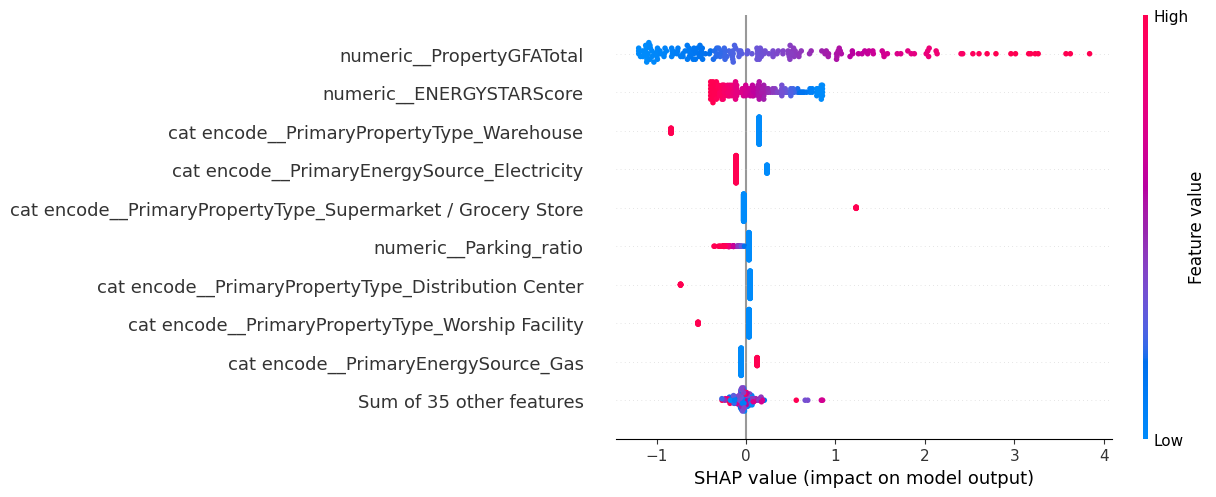 High
numeric__PropertyGFATotal
numeric__ENERGYSTARScore
cat encode__PrimaryPropertyType_Warehouse
cat encode__PrimaryEnergySource_Electricity
cat encode__PrimaryPropertyType_Supermarket / Grocery Store
numeric__Parking_ratio
cat encode__PrimaryPropertyType_Distribution Center
cat encode__PrimaryPropertyType_Worship Facility
cat encode__PrimaryEnergySource_Gas
Sum of 35 other features
Feature value
Low
−1 0 1 2 3 4
SHAP value (impact on model output)